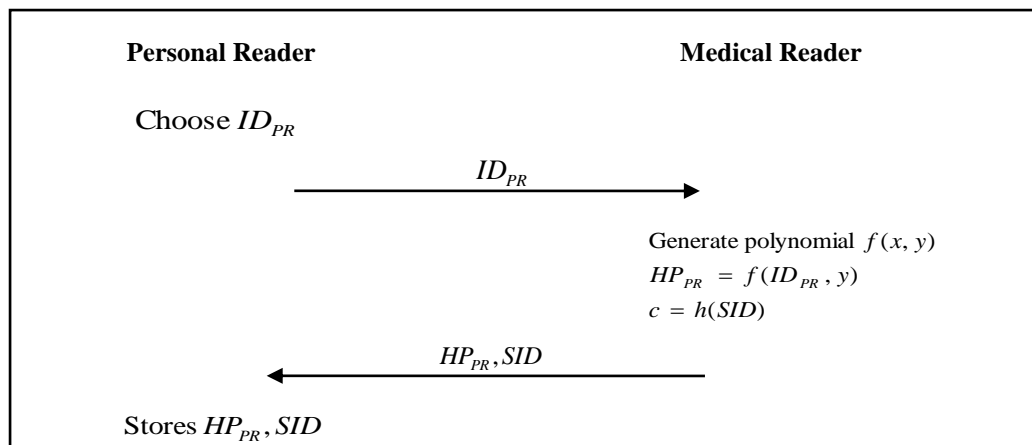 Personal Reader Medical Reader
Choose ID_PR
ID_PR
Generate polynomial f(x, y)
HP_PR = f(ID_PR, y)
c = h(SID)
HP_PR, SID
Stores HP_PR, SID